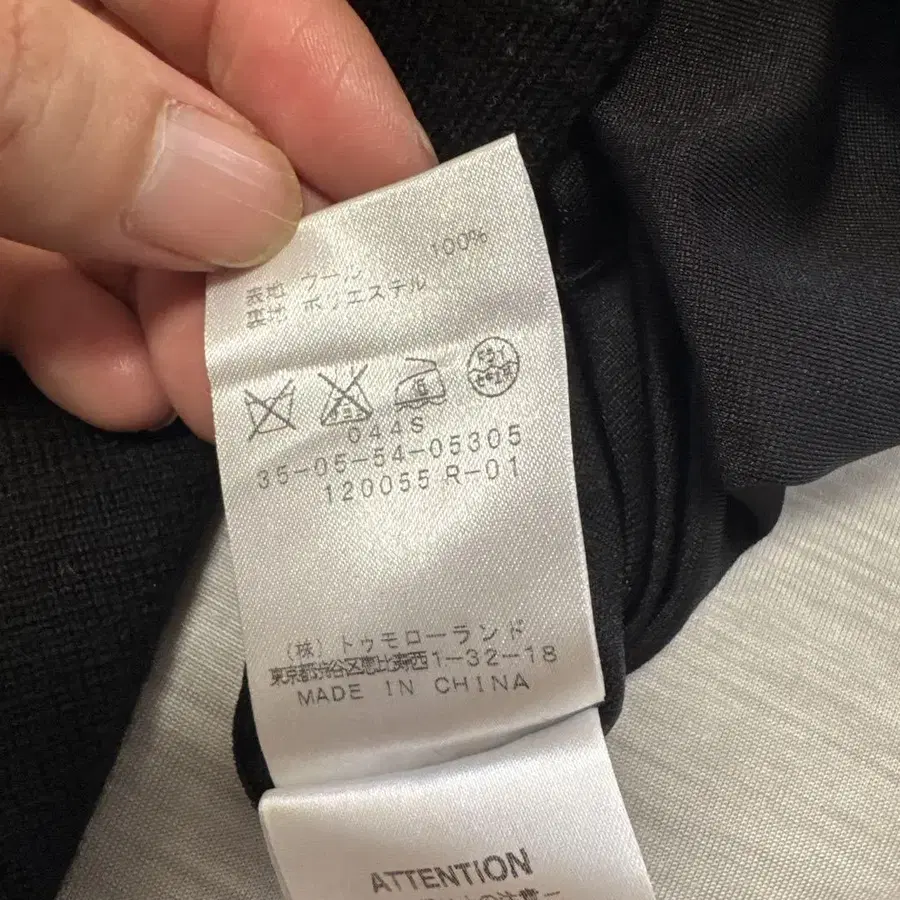 表地 ウール 100%
裏地 ポリエステル
044S
35-05-54-05305
120055 R-01
(株) トゥモローランド
東京都渋谷区恵比寿西1-32-18
MADE IN CHINA
ATTENTION